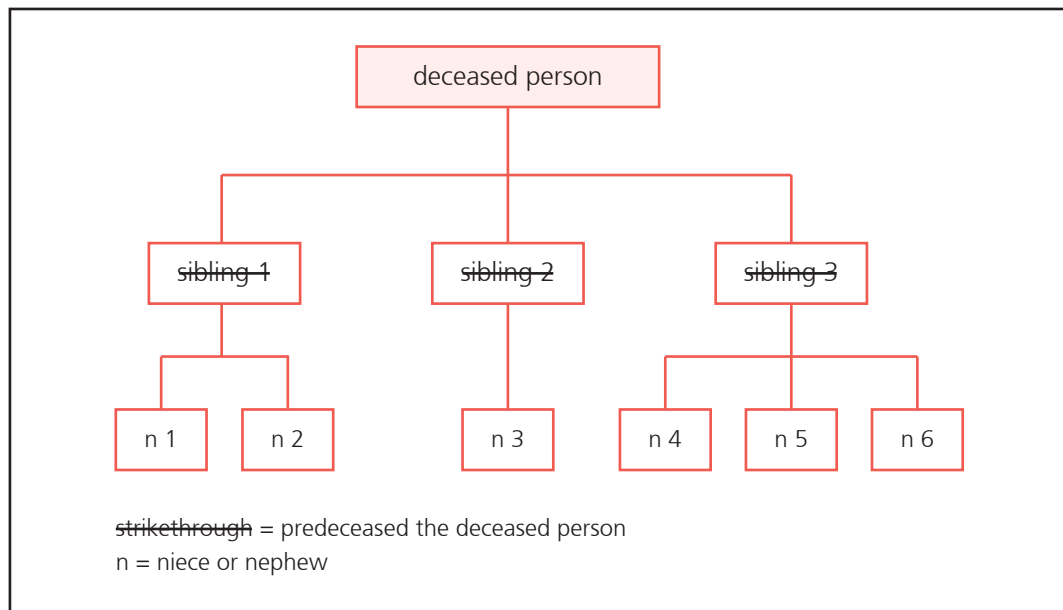 deceased person
sibling 1
sibling 2
sibling 3
n 1
n 2
n 3
n 4
n 5
n 6
strikethrough = predeceased the deceased person
n = niece or nephew